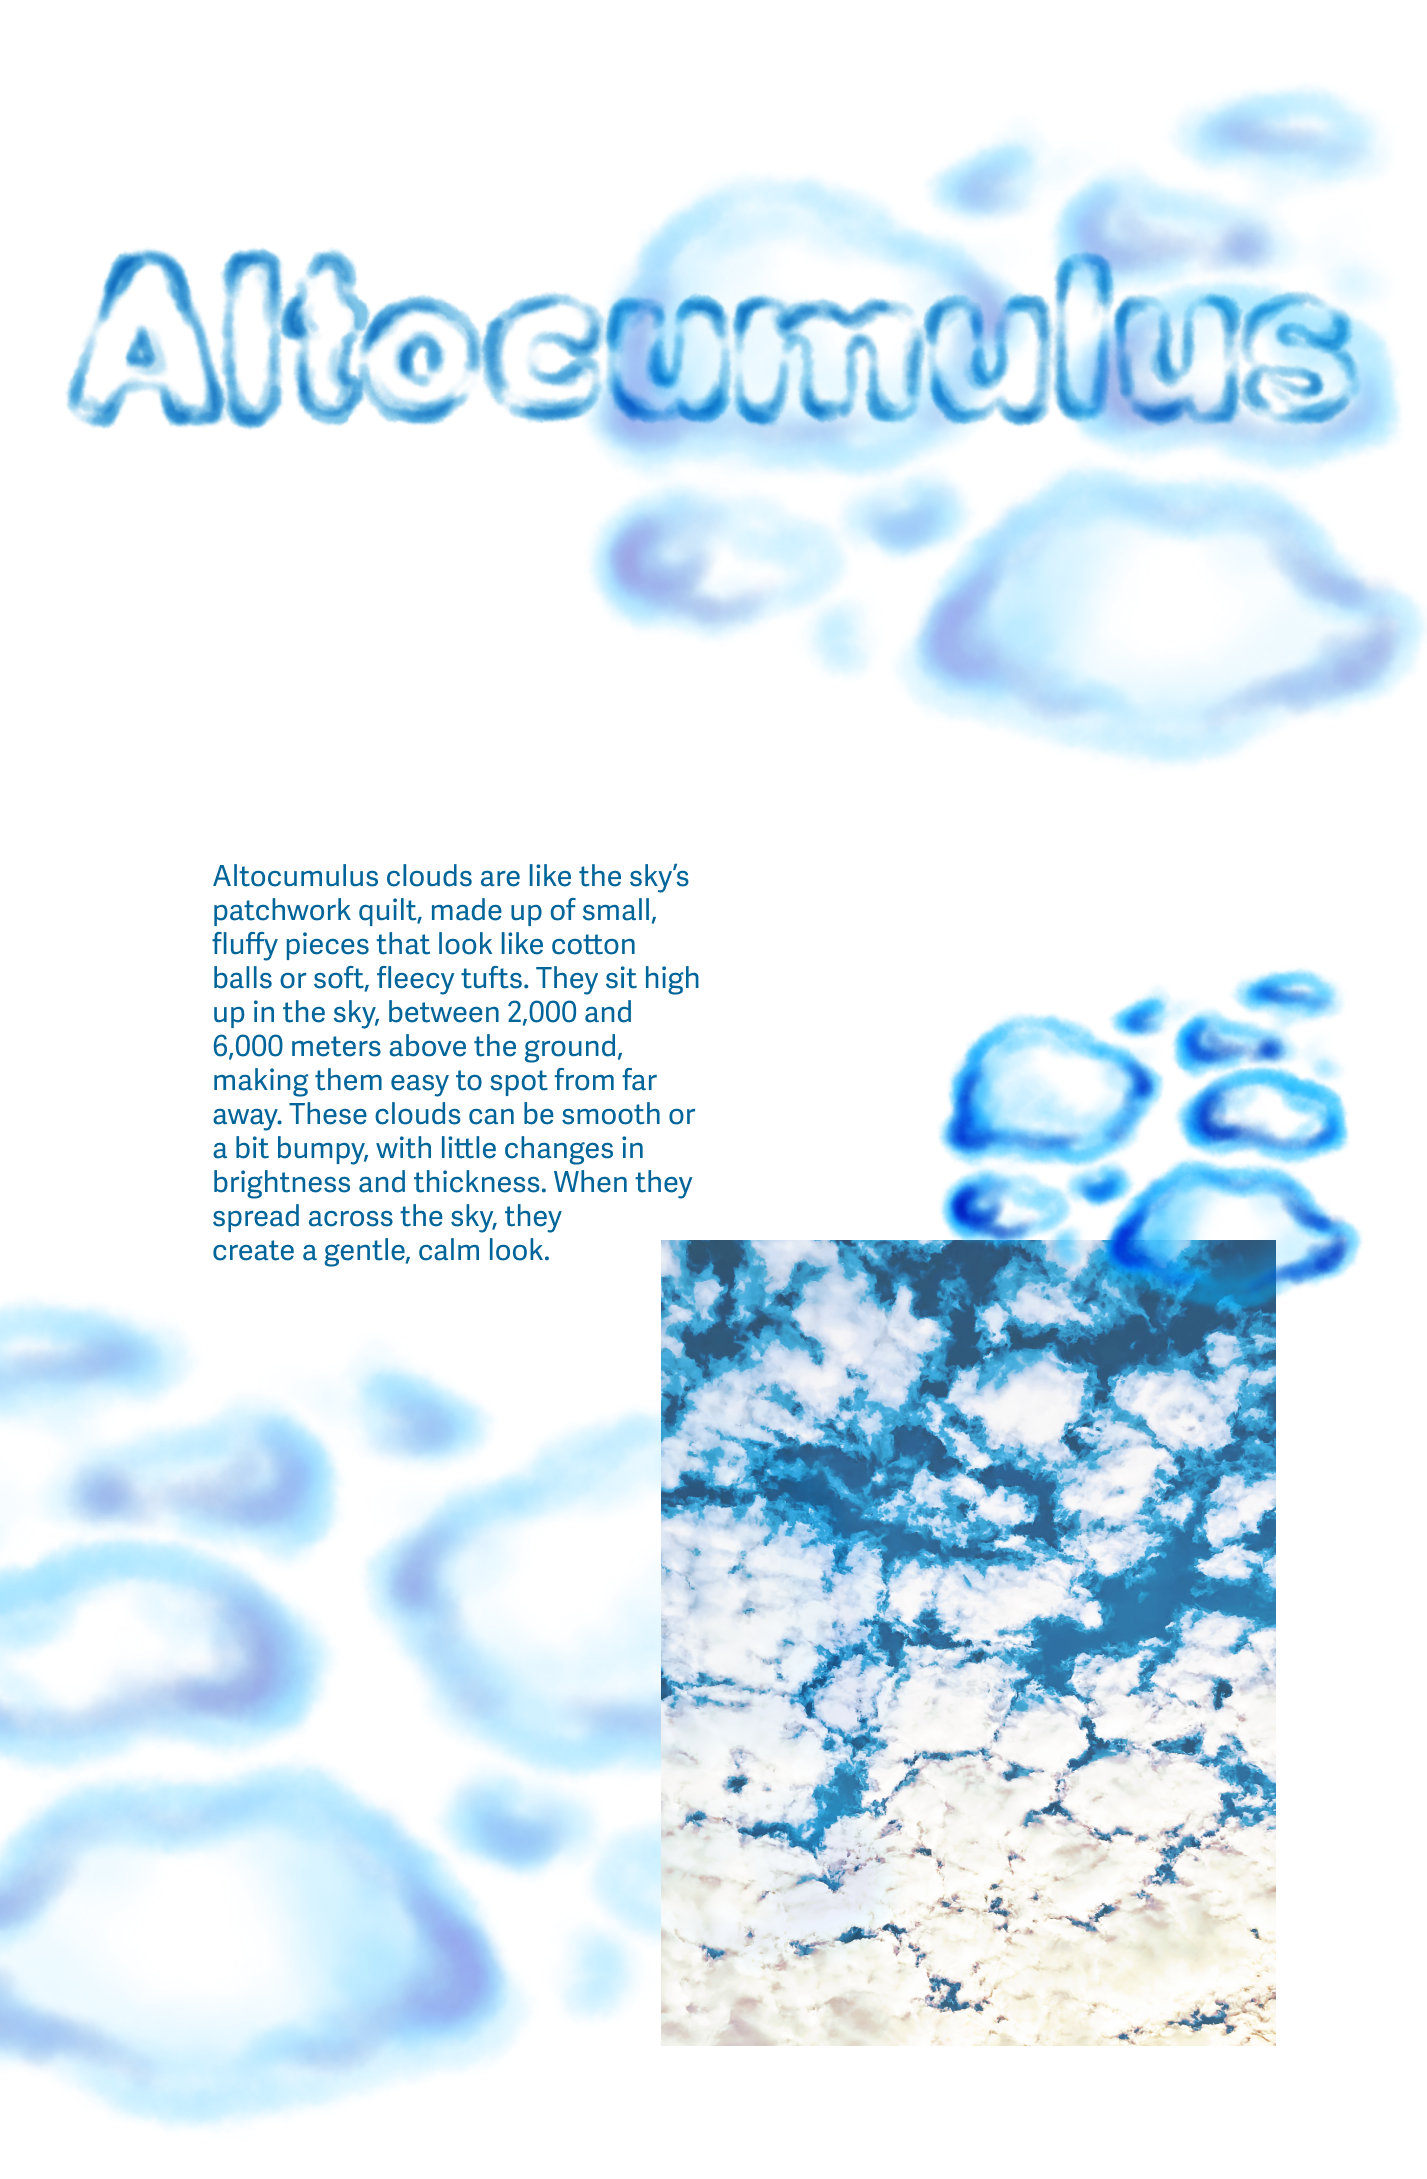 Altocumulus
Altocumulus clouds are like the sky’s
patchwork quilt, made up of small,
fluffy pieces that look like cotton
balls or soft, fleecy tufts. They sit high
up in the sky, between 2,000 and
6,000 meters above the ground,
making them easy to spot from far
away. These clouds can be smooth or
a bit bumpy, with little changes in
brightness and thickness. When they
spread across the sky, they
create a gentle, calm look.